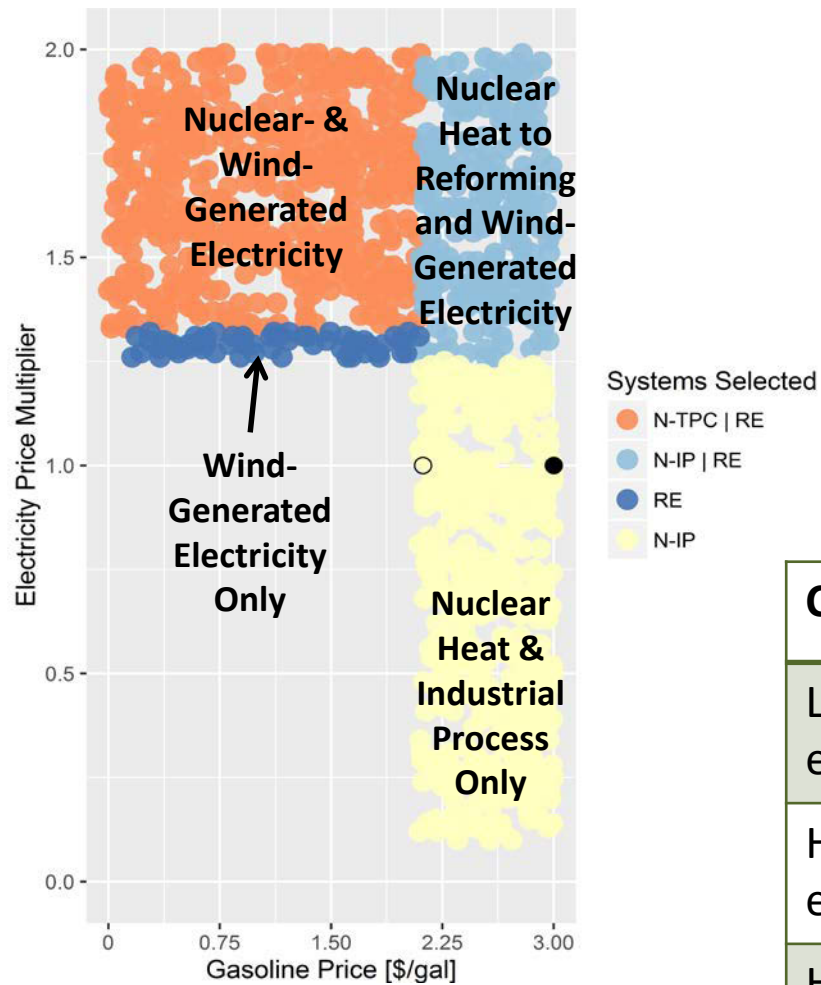 2.0
1.5
1.0
0.5
0.0
Electricity Price Multiplier
Nuclear- &
Wind-
Generated
Electricity
Nuclear
Heat to
Reforming
and Wind-
Generated
Electricity
Wind-
Generated
Electricity
Only
Nuclear
Heat &
Industrial
Process
Only
0 0.75 1.50 2.25 3.00
Gasoline Price [$/gal]
Systems Selected
N-TPC | RE
N-IP | RE
RE
N-IP